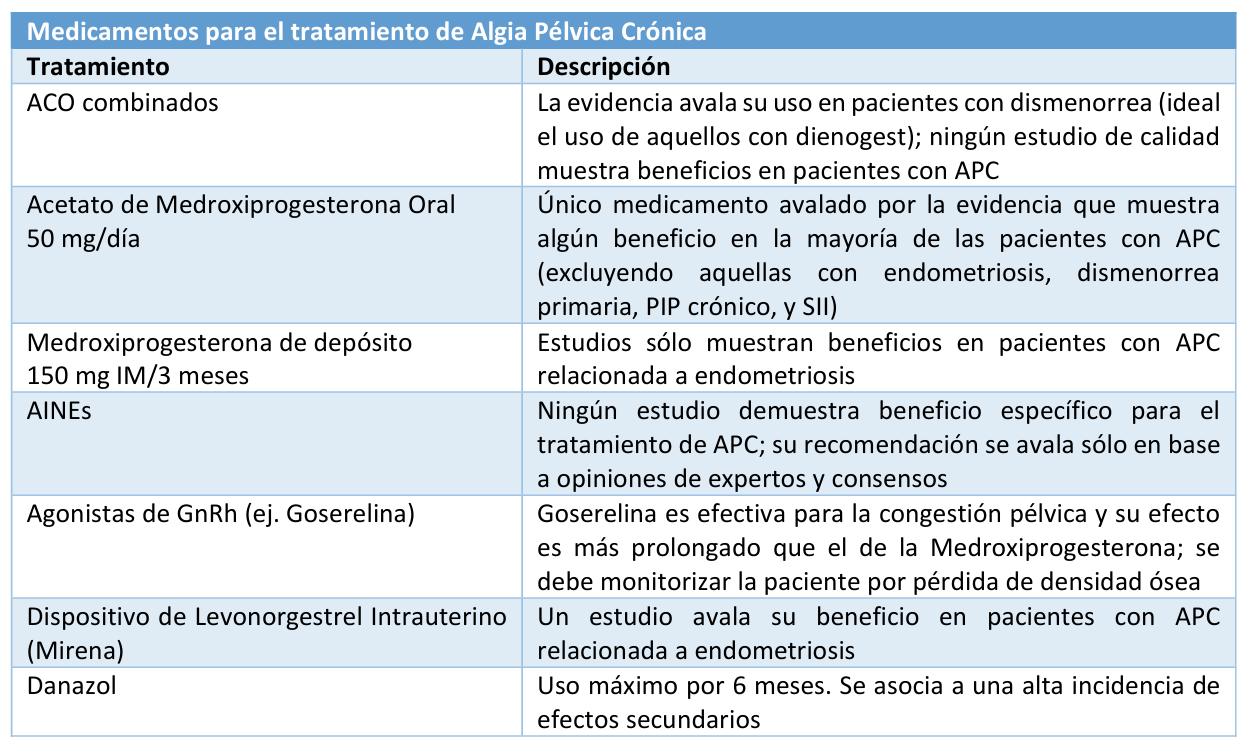 Medicamentos para el tratamiento de Algia Pélvica Crónica
Tratamiento
Descripción
ACO combinados
La evidencia avala su uso en pacientes con dismenorrea (ideal
el uso de aquellos con dienogest); ningún estudio de calidad
muestra beneficios en pacientes con APC
Acetato de Medroxiprogesterona Oral
50 mg/día
Único medicamento avalado por la evidencia que muestra
algún beneficio en la mayoría de las pacientes con APC
(excluyendo aquellas con endometriosis, dismenorrea
primaria, PIP crónico, y SII)
Medroxiprogesterona de depósito
150 mg IM/3 meses
Estudios sólo muestran beneficios en pacientes con APC
relacionada a endometriosis
AINEs
Ningún estudio demuestra beneficio específico para el
tratamiento de APC; su recomendación se avala sólo en base
a opiniones de expertos y consensos
Agonistas de GnRh (ej. Goserelina)
Goserelina es efectiva para la congestión pélvica y su efecto
es más prolongado que el de la Medroxiprogesterona; se
debe monitorizar la paciente por pérdida de densidad ósea
Dispositivo de Levonorgestrel Intrauterino
(Mirena)
Un estudio avala su beneficio en pacientes con APC
relacionada a endometriosis
Danazol
Uso máximo por 6 meses. Se asocia a una alta incidencia de
efectos secundarios